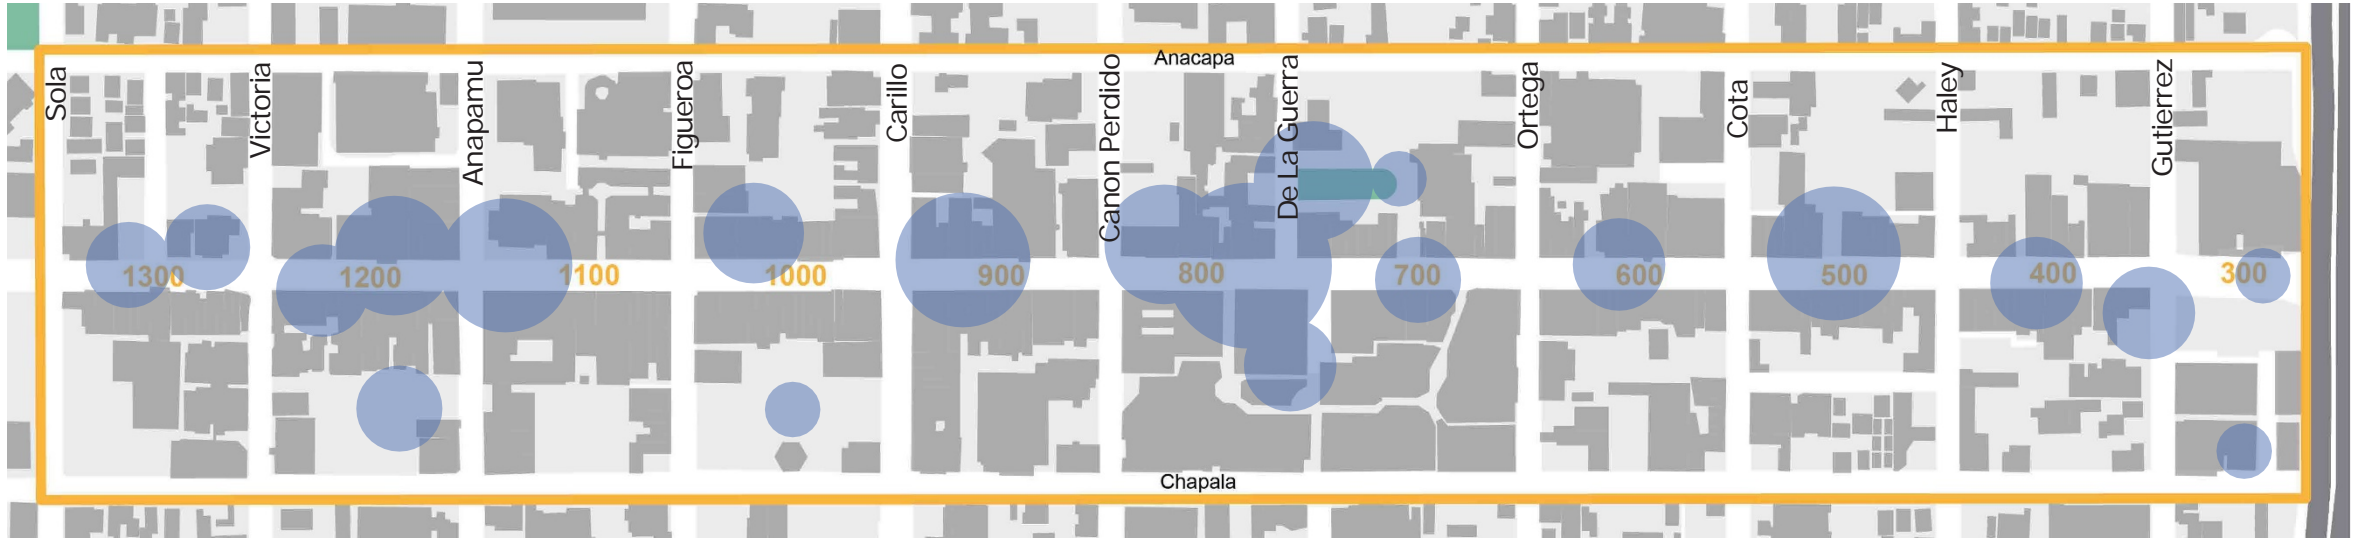 Anacapa
Sola
Victoria
Anapamu
Figueroa
Carillo
Canon Perdido
De La Guerra
Ortega
Cota
Haley
Gutierrez
1300
1200
1100
1000
900
800
700
600
500
400
300
Chapala